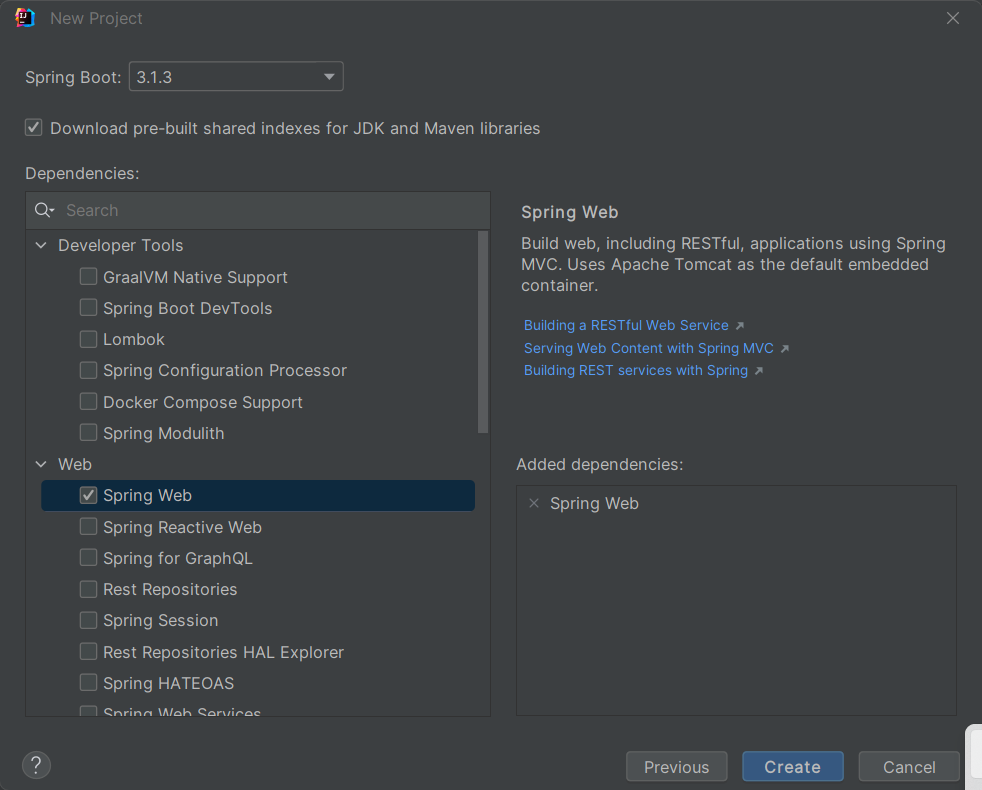 New Project
Spring Boot: 3.1.3
Download pre-built shared indexes for JDK and Maven libraries
Dependencies:
Search
Developer Tools
GraalVM Native Support
Spring Boot DevTools
Lombok
Spring Configuration Processor
Docker Compose Support
Spring Modulith
Web
Spring Web
Spring Reactive Web
Spring for GraphQL
Rest Repositories
Spring Session
Rest Repositories HAL Explorer
Spring HATEOAS
Spring Web Services
Spring Web
Build web, including RESTful, applications using Spring
MVC. Uses Apache Tomcat as the default embedded
container.
Building a RESTful Web Service
Serving Web Content with Spring MVC
Building REST services with Spring
Added dependencies:
Spring Web
?
Previous
Create
Cancel